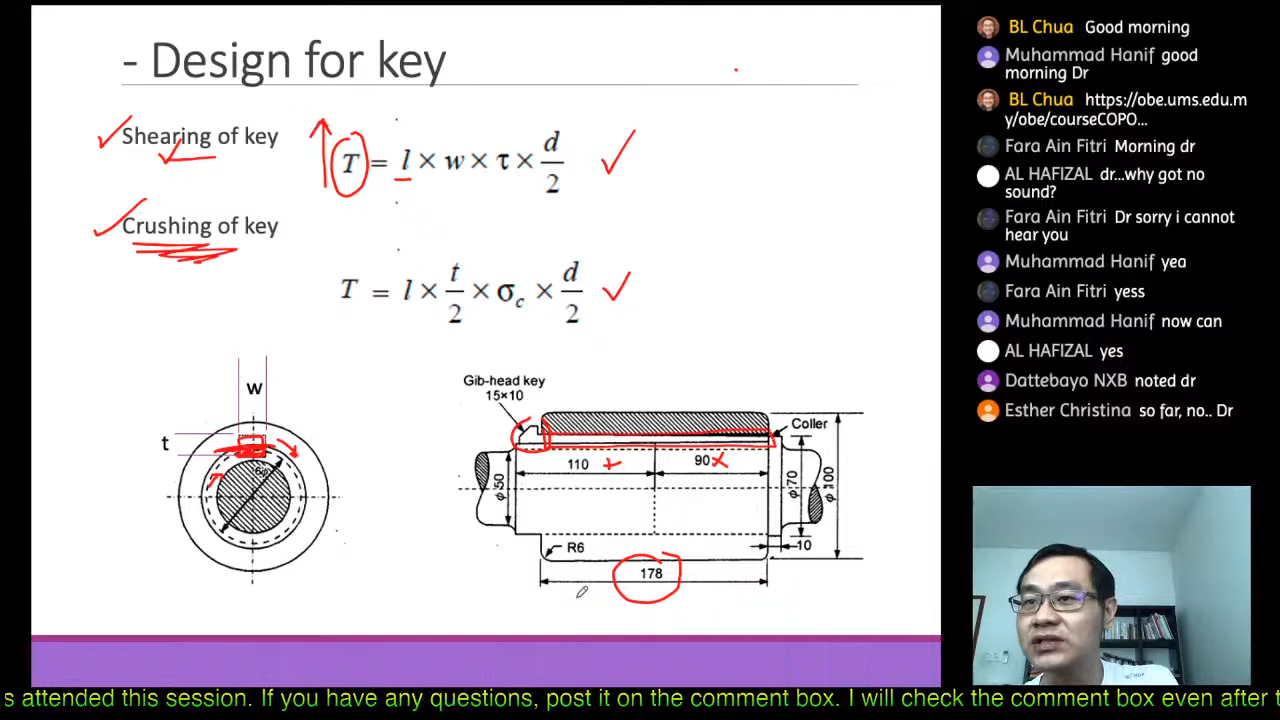 - Design for key
Shearing of key
T = l × w × τ × d/2
Crushing of key
T = l × t/2 × σc × d/2
w
t
Gib-head key
15×10
Coller
110
90
ϕ 50
ϕ 70
ϕ 100
R6
10
178
BL Chua Good morning
Muhammad Hanif good
morning Dr
BL Chua https://obe.ums.edu.m
y/obe/courseCOPO...
Fara Ain Fitri Morning dr
AL HAFIZAL dr...why got no
sound?
Fara Ain Fitri Dr sorry i cannot
hear you
Muhammad Hanif yea
Fara Ain Fitri yess
Muhammad Hanif now can
AL HAFIZAL yes
Dattebayo NXB noted dr
Esther Christina so far, no.. Dr
s attended this session. If you have any questions, post it on the comment box. I will check the comment box even after t